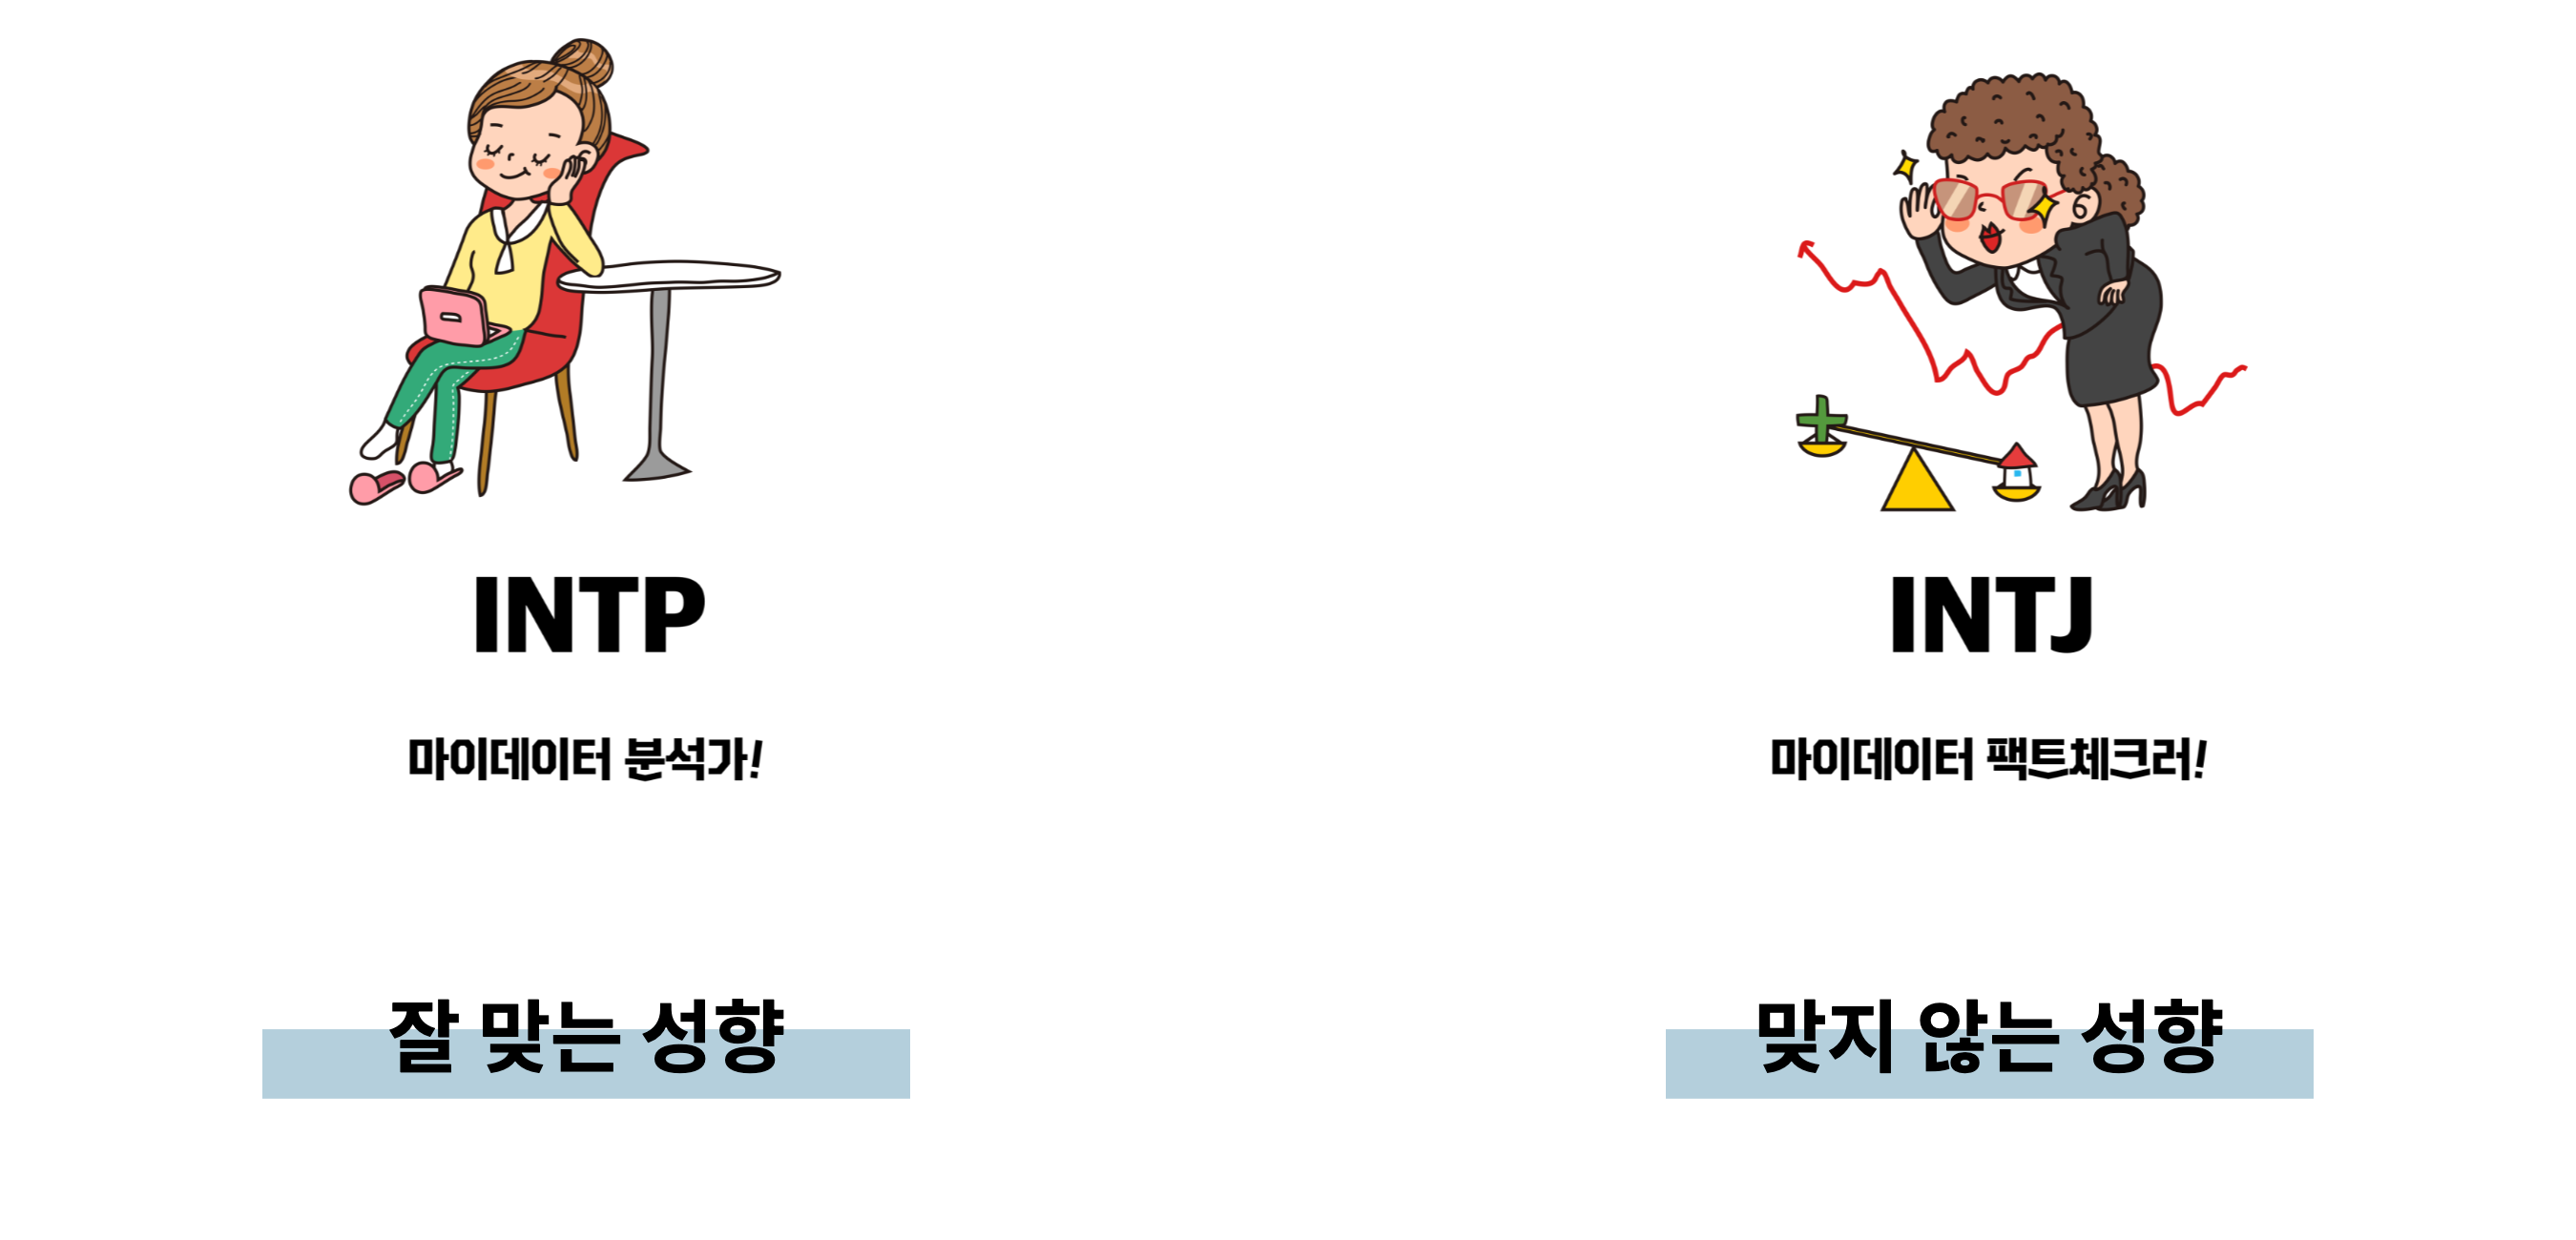 INTP
마이데이터 분석가!
잘 맞는 성향
INTJ
마이데이터 팩트체크러!
맞지 않는 성향